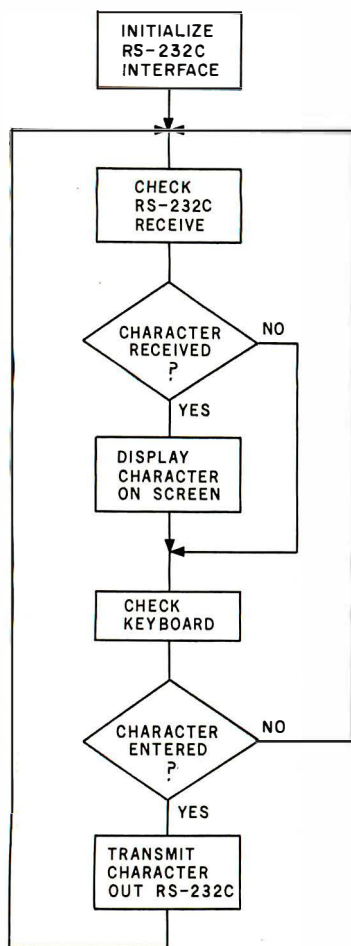 INITIALIZE
RS-232C
INTERFACE
CHECK
RS-232C
RECEIVE
CHARACTER
RECEIVED
?
NO
YES
DISPLAY
CHARACTER
ON SCREEN
CHECK
KEYBOARD
CHARACTER
ENTERED
?
NO
YES
TRANSMIT
CHARACTER
OUT RS-232C